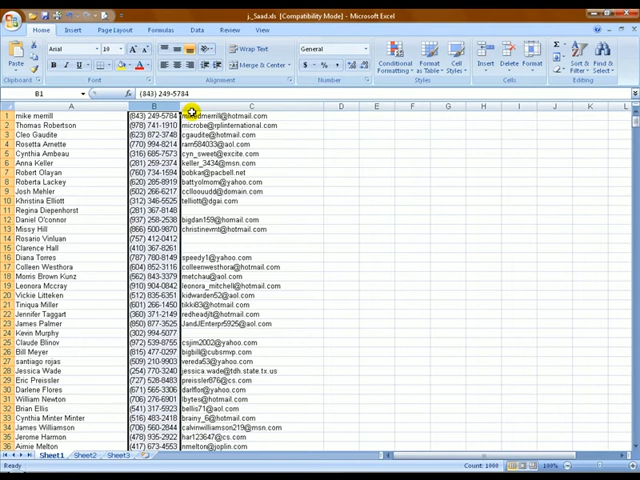 j._Saad.xls [Compatibility Mode] - Microsoft Excel
Home Insert Page Layout Formulas Data Review View
Paste Arial 10 Wrap Text General Conditional Formatting Format as Table Cell Styles Insert Delete Format Sort & Filter Find & Select
Merge & Center
Clipboard Font Alignment Number Styles Cells Editing
B1 (843) 249-5784
A B C D E F G H I J K L
1 mike merrill (843) 249-5784 mikedmerrill@hotmail.com
2 Thomas Robertson (978) 741-1910 microbe@rplinternational.com
3 Cleo Gaudite (623) 872-3748 cgaudite@hotmail.com
4 Rosetta Arnette (770) 994-8214 ram584033@aol.com
5 Cynthia Ambeau (316) 685-7573 cyn_sweet@excite.com
6 Anna Keller (281) 259-2374 keller_3434@msn.com
7 Robert Olayan (760) 734-1594 bobkas@pacbell.net
8 Roberta Lackey (620) 285-8919 battyolmom@yahoo.com
9 Josh Mehler (502) 266-6217 cclloouudd@domain.com
10 Khristina Elliott (312) 346-5525 telliott@dgai.com
11 Regina Diepenhorst (281) 367-8148
12 Daniel O'connor (937) 258-2538 bigdan159@homail.com
13 Missy Hill (866) 500-9870 christinevmt@hotmail.com
14 Rosario Vinluan (757) 412-0412
15 Clarence Hall (410) 367-8261
16 Diana Torres (787) 780-8149 speedy1@yahoo.com
17 Colleen Westhora (604) 852-3116 colleenwesthora@hotmail.com
18 Morris Brown Kunz (562) 843-3379 metchau@aol.com
19 Leonora Mccray (910) 904-0842 leonora_mitchell@hotmail.com
20 Vickie Litteken (512) 835-6351 kidwarden52@aol.com
21 Tiniqua Miller (601) 266-1450 tikki83@hotmail.com
22 Jennifer Taggart (360) 371-2149 redheadjt@hotmail.com
23 James Palmer (850) 877-3525 JandJEnterpr5925@aol.com
24 Kevin Murphy (302) 994-5077
25 Claude Blinov (972) 539-8755 csjim2002@yahoo.com
26 Bill Meyer (815) 477-0297 bigbill@cubsmvp.com
27 santiago rojas (509) 210-9903 vereda53@yahoo.com
28 Jessica Wade (254) 770-3240 jessica.wade@tdh.state.tx.us
29 Eric Preissler (727) 528-8483 preissler876@cs.com
30 Darlene Flores (671) 565-3306 darlflor@yahoo.com
31 William Newton (706) 276-6901 lbytes@hotmail.com
32 Brian Ellis (541) 317-5923 bellis71@aol.com
33 Cynthia Minter Minter (516) 483-2418 brainy_6@hotmail.com
34 James Williamson (706) 560-2844 calvinwilliamson219@msn.com
35 Jerome Harmon (478) 935-2922 har123647@cs.com
36 Aimie Melton (417) 673-4553 nmelton@joplin.com
Sheet1 Sheet2 Sheet3
Ready Count: 1000 100%